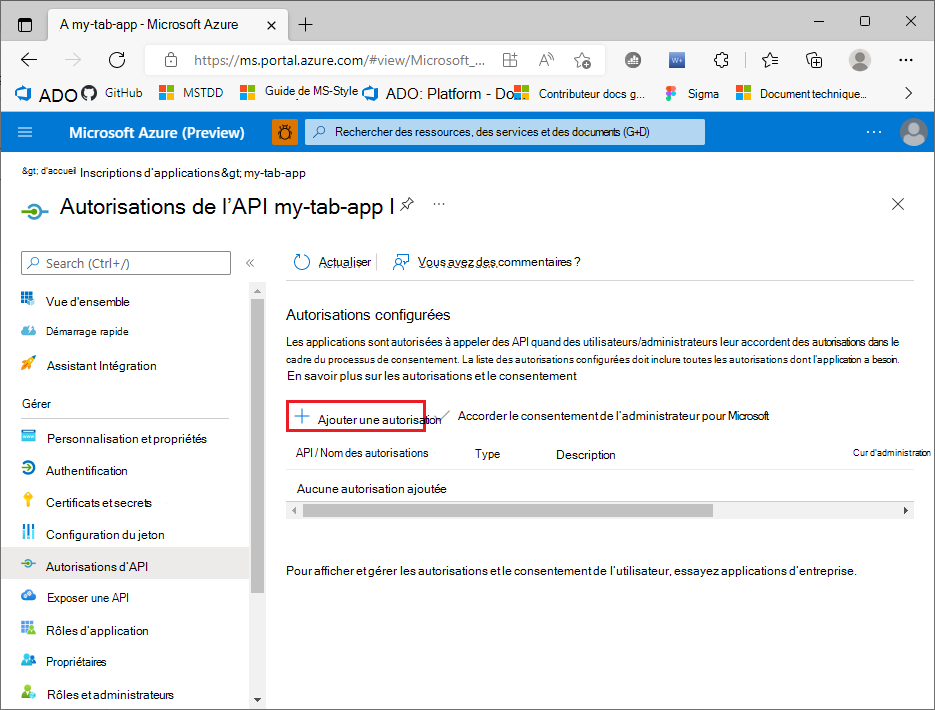 A my-tab-app - Microsoft Azure
https://ms.portal.azure.com/#view/Microsoft_...
ADO
GitHub
MSTDD
Guide de MS-Style
ADO: Platform - Do
Contributeur docs g...
Sigma
Document technique...
Microsoft Azure (Preview)
Rechercher des ressources, des services et des documents (G+D)
&gt; d'accueil Inscriptions d'applications&gt; my-tab-app
Autorisations de l'API my-tab-app I
Search (Ctrl+/)
Actualiser
Vous avez des commentaires ?
Vue d'ensemble
Démarrage rapide
Assistant Intégration
Gérer
Personnalisation et propriétés
Authentification
Certificats et secrets
Configuration du jeton
Autorisations d'API
Exposer une API
Rôles d'application
Propriétaires
Rôles et administrateurs
Autorisations configurées
Les applications sont autorisées à appeler des API quand des utilisateurs/administrateurs leur accordent des autorisations dans le
cadre du processus de consentement. La liste des autorisations configurées doit inclure toutes les autorisations dont l'application a besoin.
En savoir plus sur les autorisations et le consentement
Ajouter une autorisation
Accorder le consentement de l'administrateur pour Microsoft
API / Nom des autorisations
Type
Description
Cur d'administration
Aucune autorisation ajoutée
Pour afficher et gérer les autorisations et le consentement de l'utilisateur, essayez applications d'entreprise.